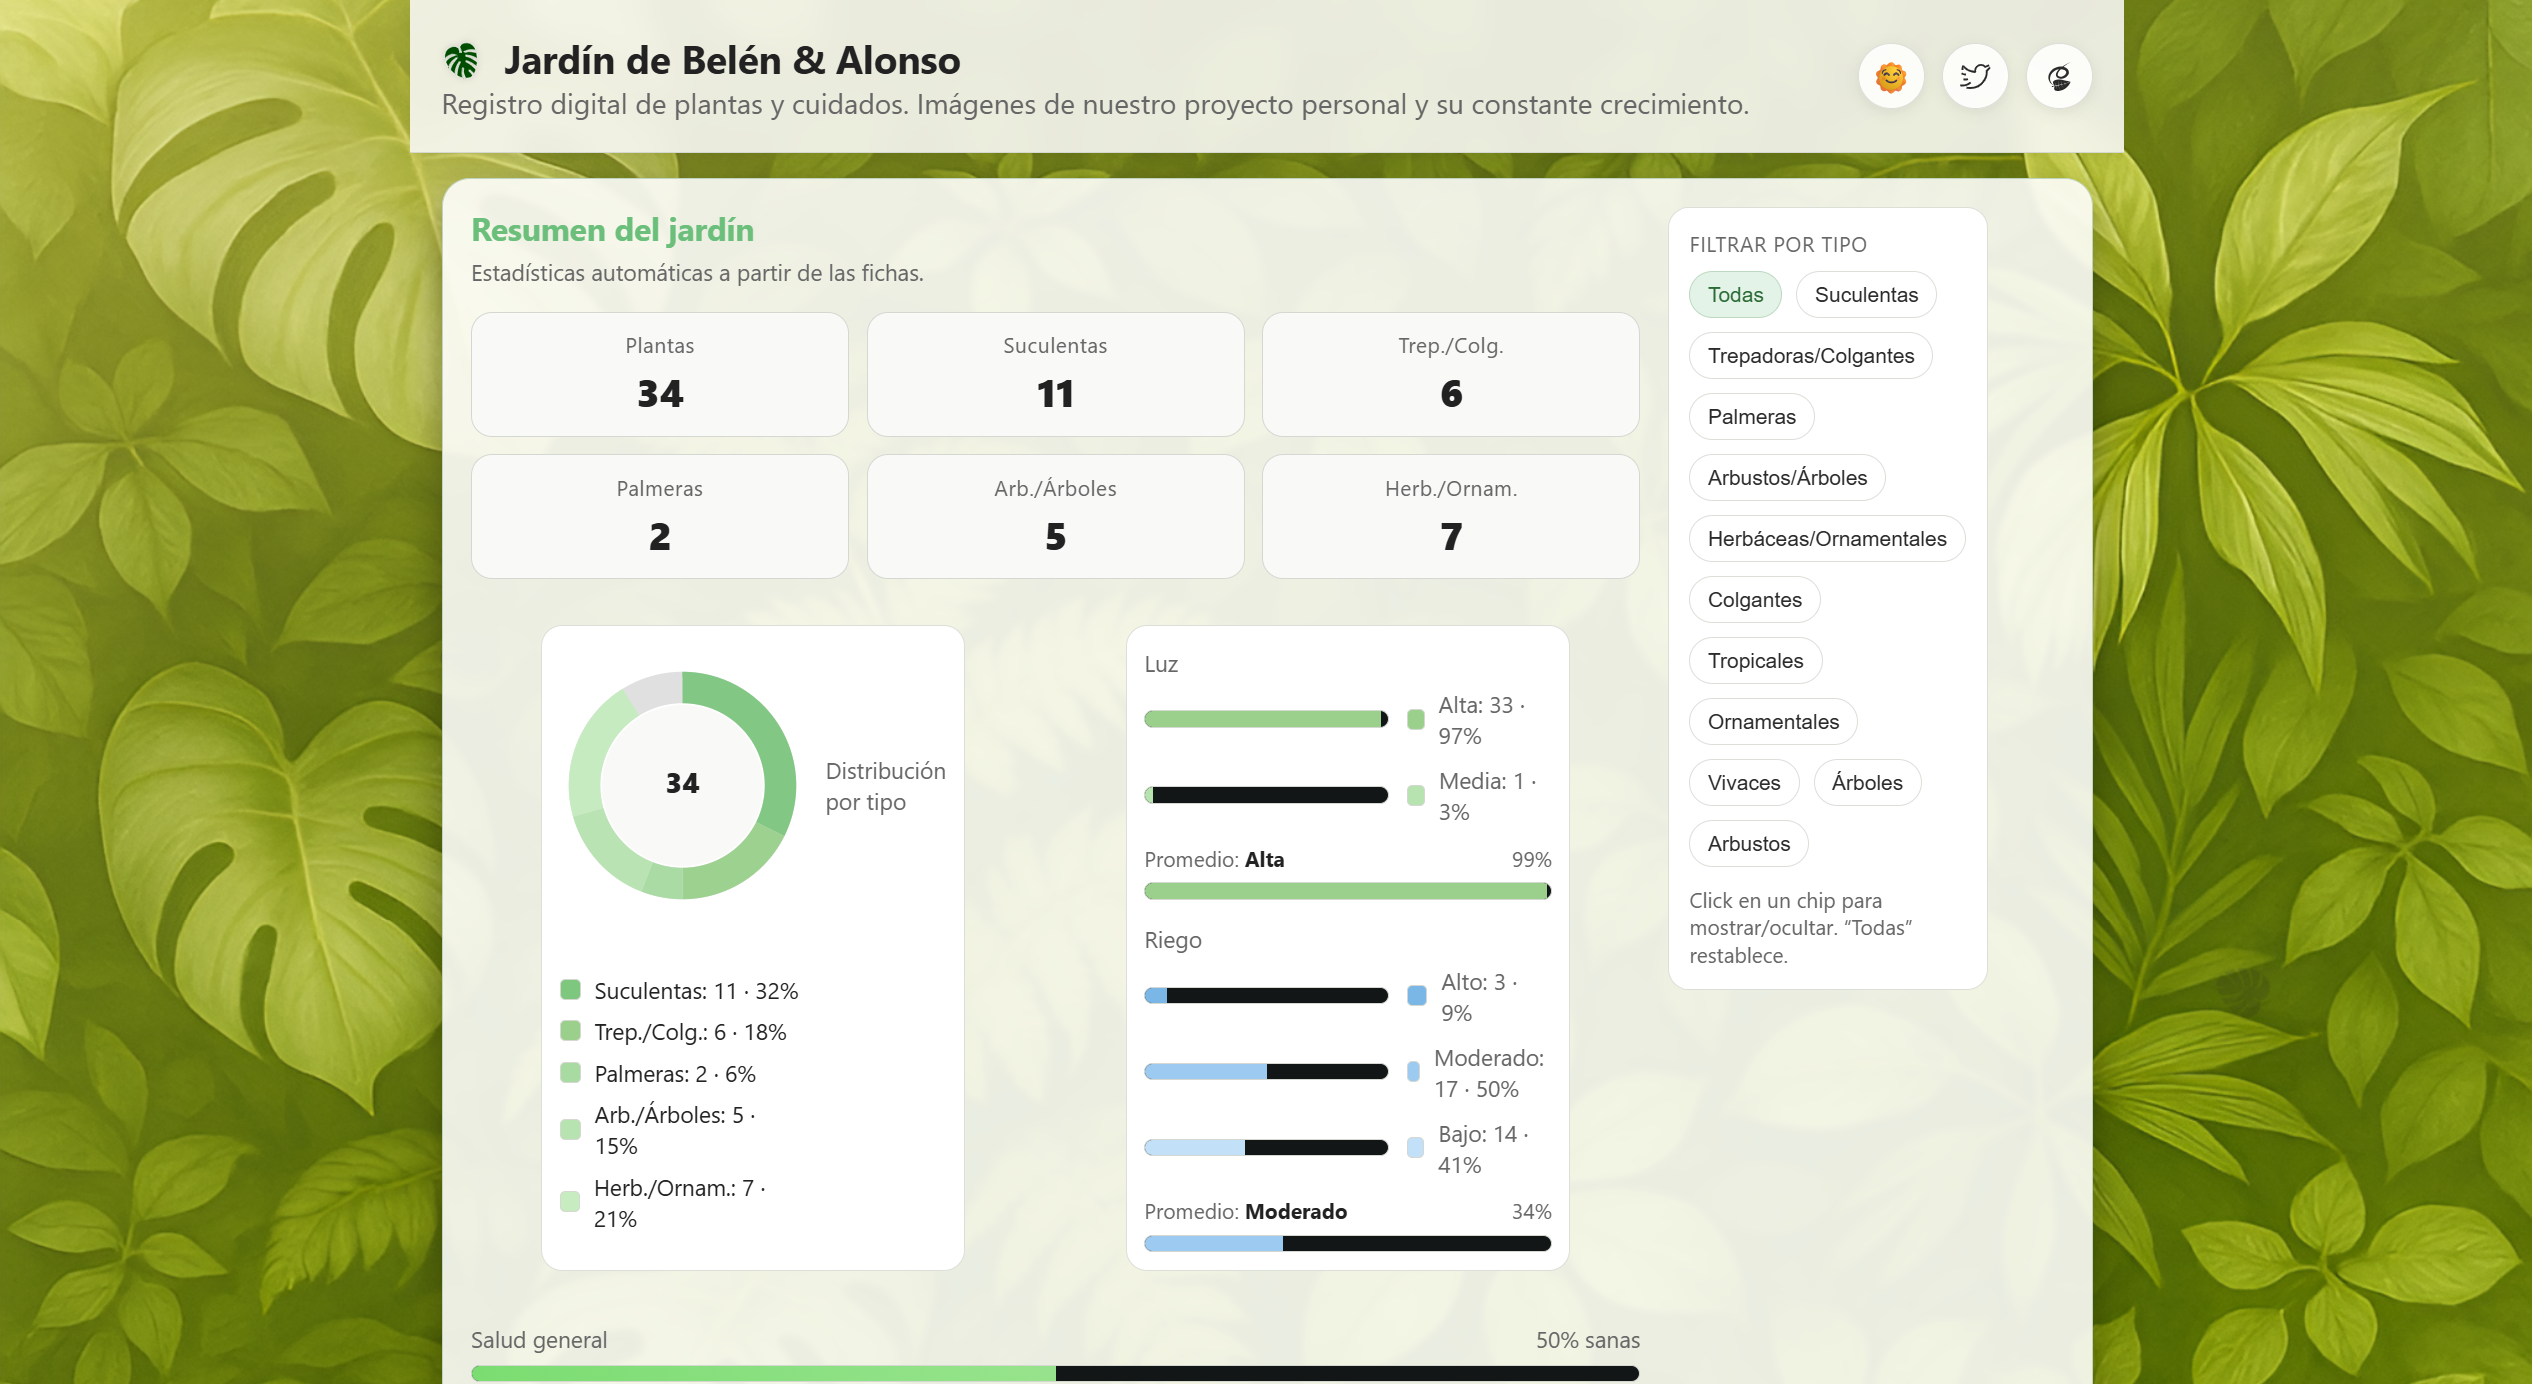 Jardín de Belén & Alonso
Registro digital de plantas y cuidados. Imágenes de nuestro proyecto personal y su constante crecimiento.
Resumen del jardín
Estadísticas automáticas a partir de las fichas.
Plantas
34
Suculentas
11
Trep./Colg.
6
Palmeras
2
Arb./Árboles
5
Herb./Ornam.
7
34
Distribución
por tipo
Suculentas: 11 · 32%
Trep./Colg.: 6 · 18%
Palmeras: 2 · 6%
Arb./Árboles: 5 ·
15%
Herb./Ornam.: 7 ·
21%
Luz
Alta: 33 ·
97%
Media: 1 ·
3%
Promedio: Alta 99%
Riego
Alto: 3 ·
9%
Moderado:
17 · 50%
Bajo: 14 ·
41%
Promedio: Moderado 34%
Salud general 50% sanas
FILTRAR POR TIPO
Todas Suculentas
Trepadoras/Colgantes
Palmeras
Arbustos/Árboles
Herbáceas/Ornamentales
Colgantes
Tropicales
Ornamentales
Vivaces Árboles
Arbustos
Click en un chip para
mostrar/ocultar. “Todas”
restablece.